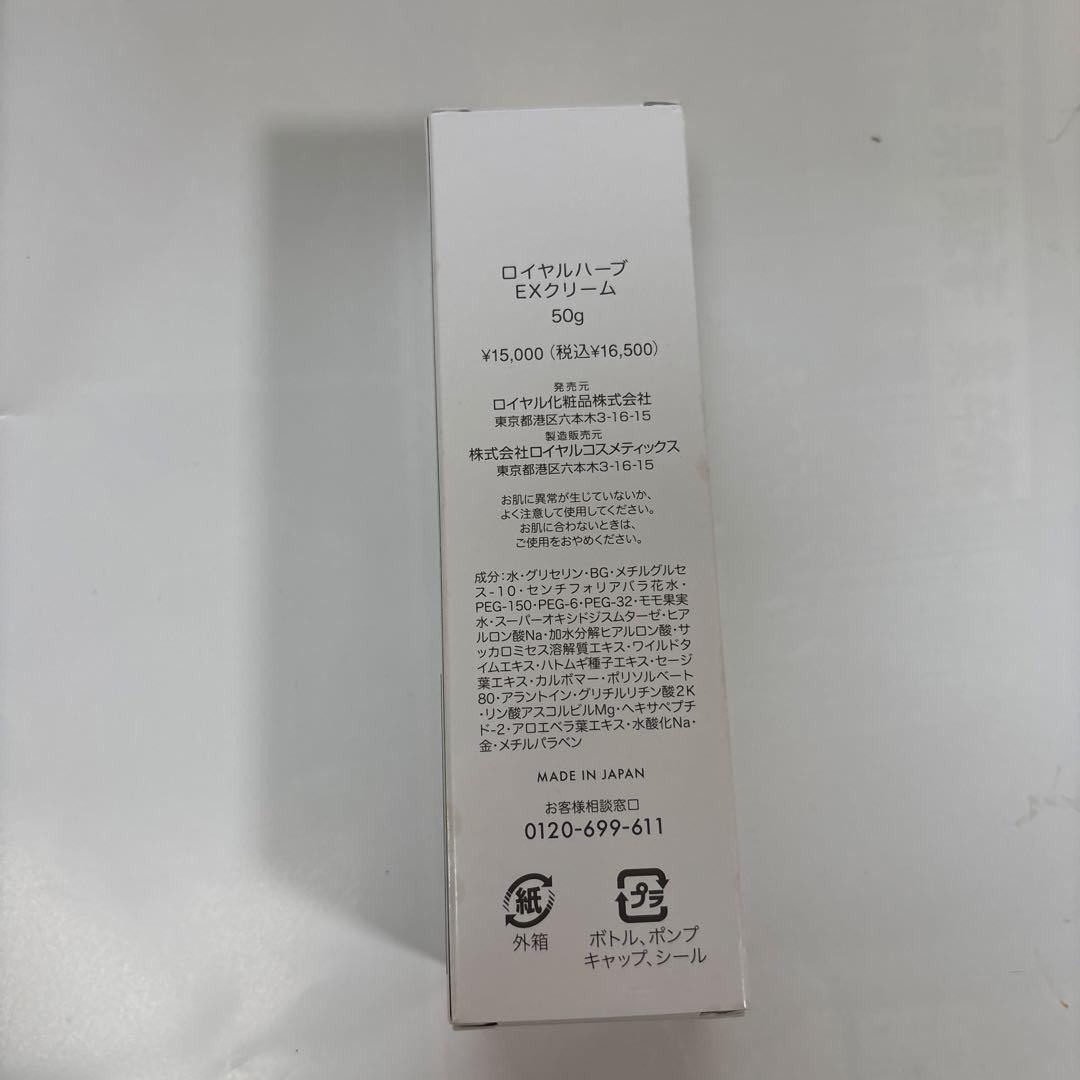 ロイヤルハーブ
EXクリーム
50g
¥15,000（税込¥16,500）
発売元
ロイヤル化粧品株式会社
東京都港区六本木3-16-15
製造販売元
株式会社ロイヤルコスメティックス
東京都港区六本木3-16-15
お肌に異常が生じていないか、
よく注意して使用してください。
お肌に合わないときは、
ご使用をおやめください。
成分：水・グリセリン・BG・メチルグルセ
ス-10・センチフォリアバラ花水・
PEG-150・PEG-6・PEG-32・モモ果実
水・スーパーオキシドジスムターゼ・ヒア
ルロン酸Na・加水分解ヒアルロン酸・サ
ッカロミセス溶解質エキス・ワイルドタ
イムエキス・ハトムギ種子エキス・セージ
葉エキス・カルボマー・ポリソルベート
80・アラントイン・グリチルリチン酸2K
・リン酸アスコルビルMg・ヘキサペプチ
ド-2・アロエベラ葉エキス・水酸化Na・
金・メチルパラベン
MADE IN JAPAN
お客様相談窓口
0120-699-611
紙
外箱
プラ
ボトル、ポンプ
キャップ、シール